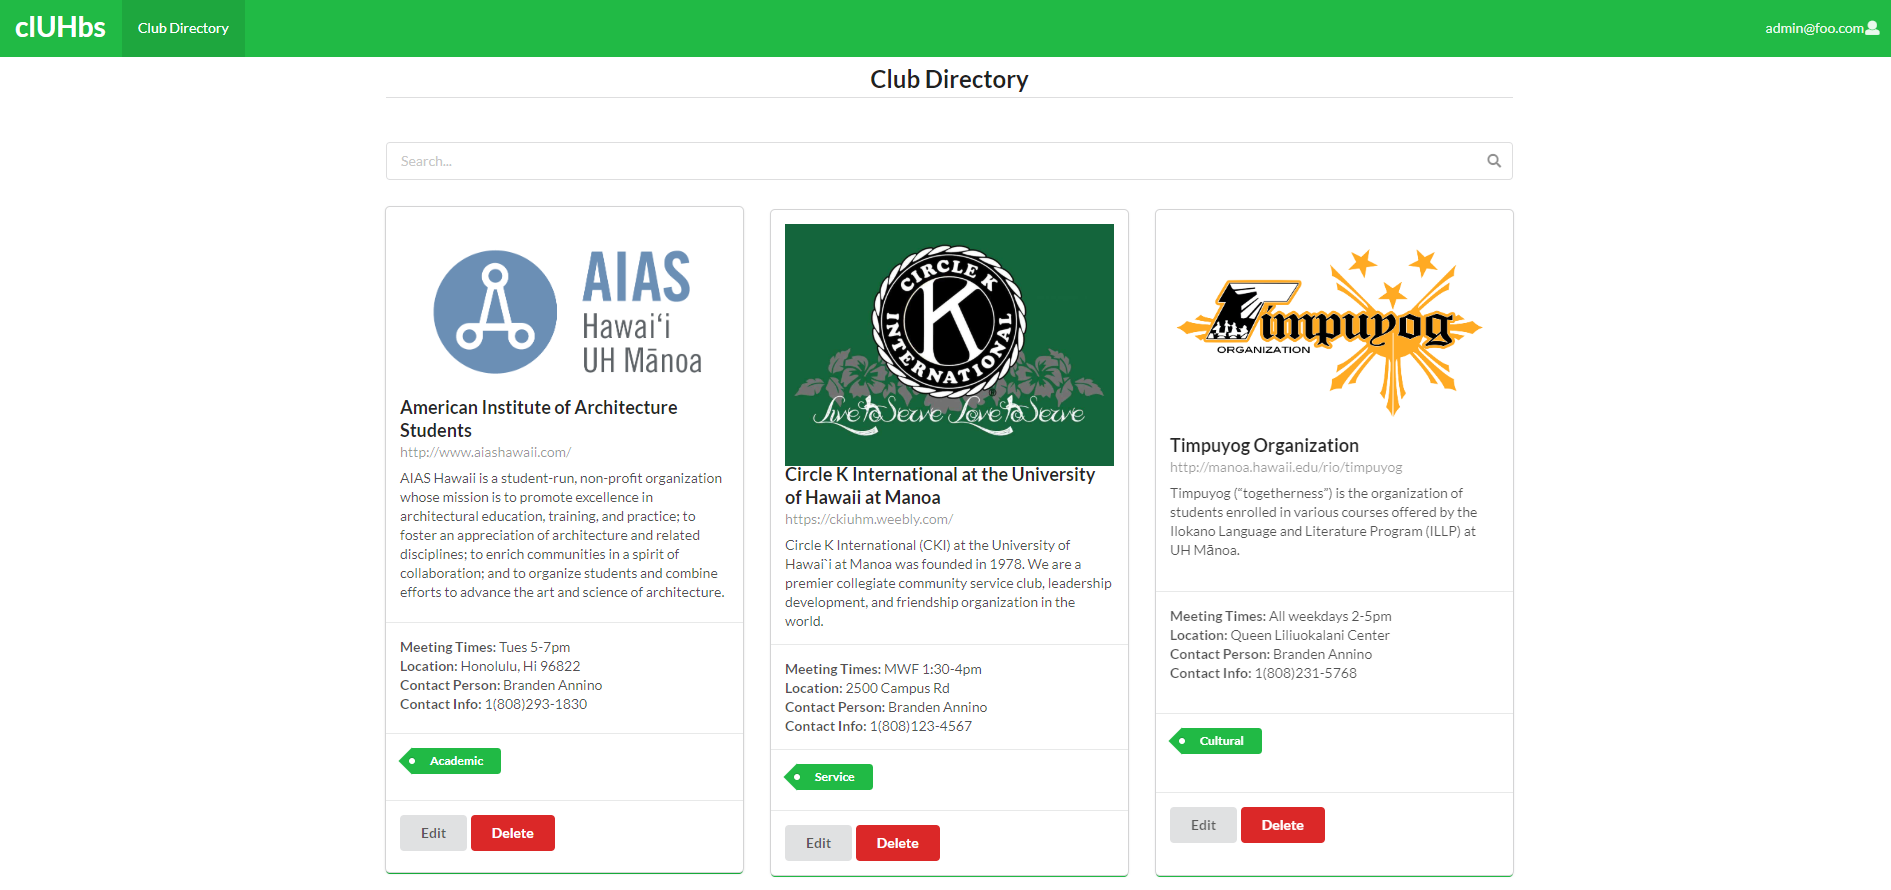 clUHbs
Club Directory
admin@foo.com
Club Directory
Search...
AIAS
Hawaiʻi
UH Mānoa
American Institute of Architecture
Students
http://www.aiashawaii.com/
AIAS Hawaii is a student-run, non-profit organization
whose mission is to promote excellence in
architectural education, training, and practice; to
foster an appreciation of architecture and related
disciplines; to enrich communities in a spirit of
collaboration; and to organize students and combine
efforts to advance the art and science of architecture.
Meeting Times: Tues 5-7pm
Location: Honolulu, Hi 96822
Contact Person: Branden Annino
Contact Info: 1(808)293-1830
Academic
Edit
Delete
CIRCLE K
K
INTERNATIONAL
Live to Serve Love to Serve
Circle K International at the University
of Hawaii at Manoa
https://ckiuhm.weebly.com/
Circle K International (CKI) at the University of
Hawai`i at Manoa was founded in 1978. We are a
premier collegiate community service club, leadership
development, and friendship organization in the
world.
Meeting Times: MWF 1:30-4pm
Location: 2500 Campus Rd
Contact Person: Branden Annino
Contact Info: 1(808)123-4567
Service
Edit
Delete
Timpuyog
ORGANIZATION
Timpuyog Organization
http://manoa.hawaii.edu/rio/timpuyog
Timpuyog (“togetherness”) is the organization of
students enrolled in various courses offered by the
Ilokano Language and Literature Program (ILLP) at
UH Mānoa.
Meeting Times: All weekdays 2-5pm
Location: Queen Liliuokalani Center
Contact Person: Branden Annino
Contact Info: 1(808)231-5768
Cultural
Edit
Delete